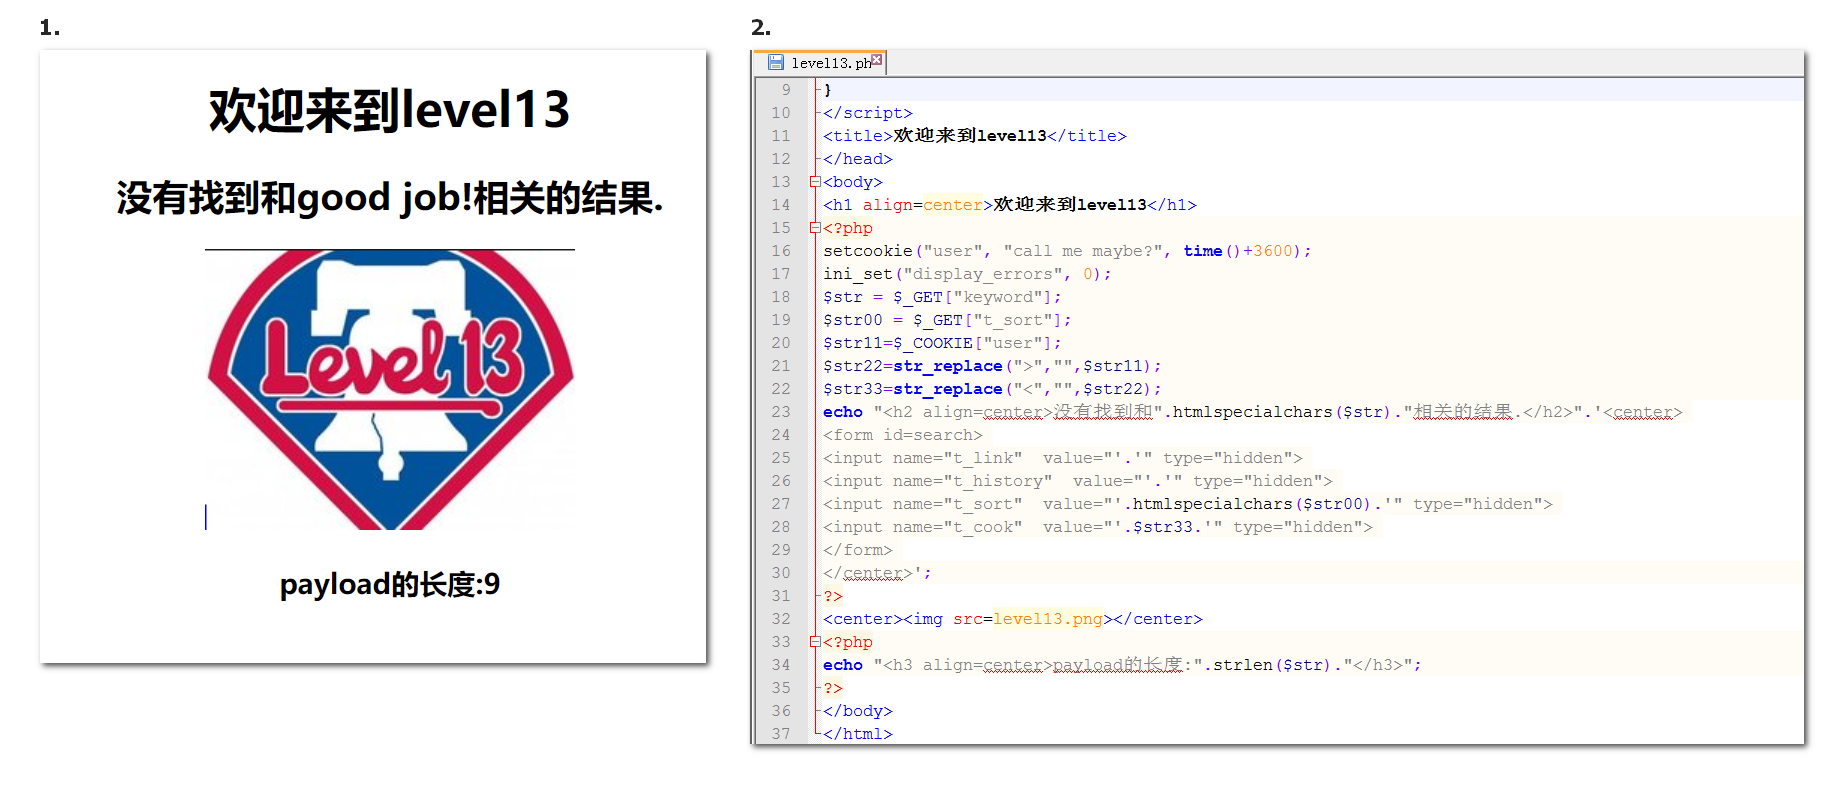 1.
欢迎来到level13
没有找到和good job!相关的结果.
Level 13
payload的长度:9
2.
level13.ph
9 }
10 </script>
11 <title>欢迎来到level13</title>
12 </head>
13 <body>
14 <h1 align=center>欢迎来到level13</h1>
15 <?php
16 setcookie("user", "call me maybe?", time()+3600);
17 ini_set("display_errors", 0);
18 $str = $_GET["keyword"];
19 $str00 = $_GET["t_sort"];
20 $str11=$_COOKIE["user"];
21 $str22=str_replace(">","",$str11);
22 $str33=str_replace("<","",$str22);
23 echo "<h2 align=center>没有找到和".htmlspecialchars($str)."相关的结果.</h2>".'<center>
24 <form id=search>
25 <input name="t_link"  value="'.'" type="hidden">
26 <input name="t_history"  value="'.'" type="hidden">
27 <input name="t_sort"  value="'.htmlspecialchars($str00).'" type="hidden">
28 <input name="t_cook"  value="'.$str33.'" type="hidden">
29 </form>
30 </center>';
31 ?>
32 <center><img src=level13.png></center>
33 <?php
34 echo "<h3 align=center>payload的长度:".strlen($str)."</h3>";
35 ?>
36 </body>
37 </html>